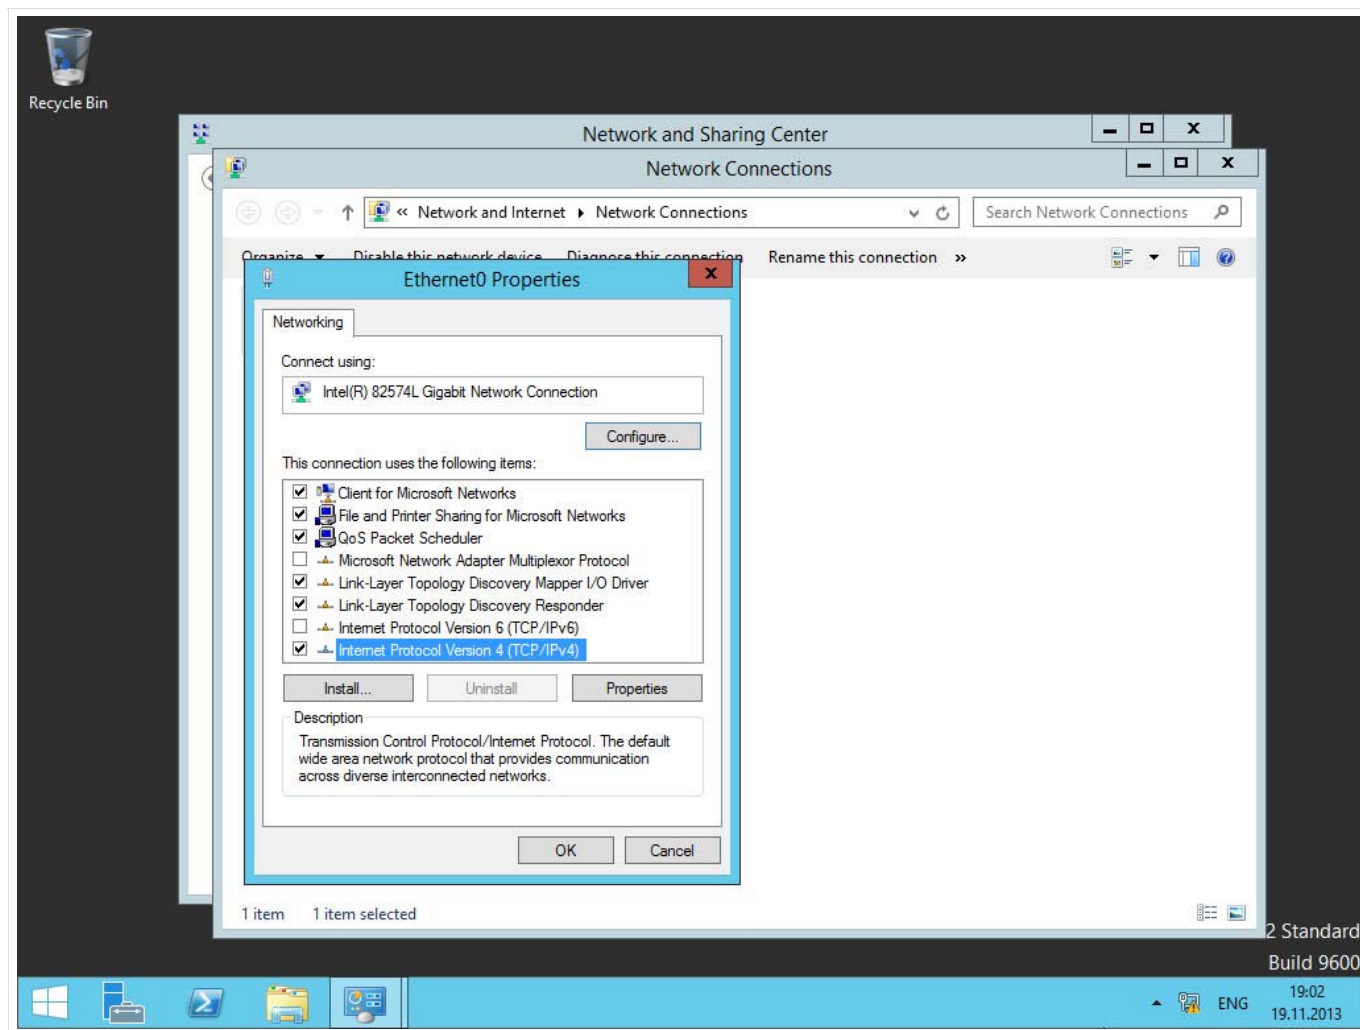 Recycle Bin
Network and Sharing Center
Network Connections
« Network and Internet Network Connections
Search Network Connections
Organize Disable this network device Diagnose this connection Rename this connection »
Ethernet0 Properties
Networking
Connect using:
Intel(R) 82574L Gigabit Network Connection
Configure...
This connection uses the following items:
Client for Microsoft Networks
File and Printer Sharing for Microsoft Networks
QoS Packet Scheduler
Microsoft Network Adapter Multiplexor Protocol
Link-Layer Topology Discovery Mapper I/O Driver
Link-Layer Topology Discovery Responder
Internet Protocol Version 6 (TCP/IPv6)
Internet Protocol Version 4 (TCP/IPv4)
Install... Uninstall Properties
Description
Transmission Control Protocol/Internet Protocol. The default
wide area network protocol that provides communication
across diverse interconnected networks.
OK Cancel
1 item 1 item selected
2 Standard
Build 9600
ENG
19:02
19.11.2013